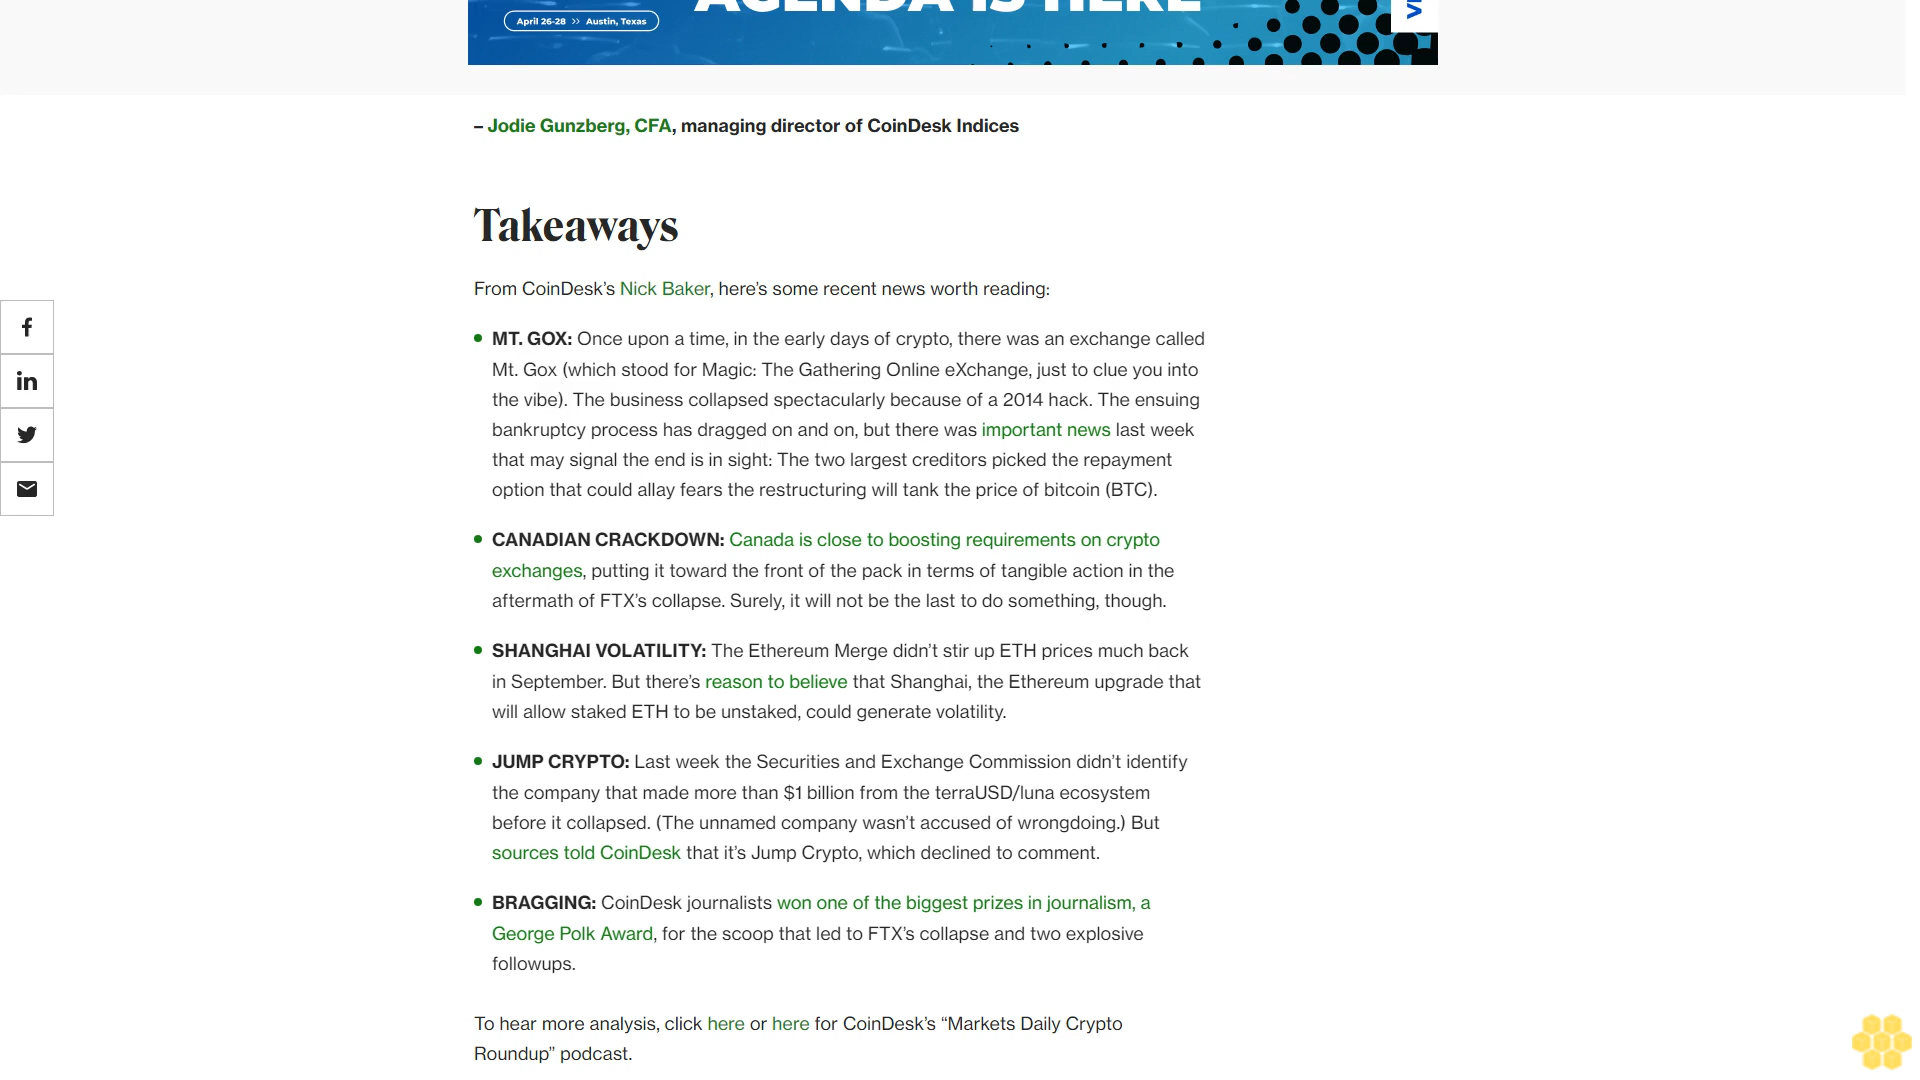 AGENDA IS HERE
April 26-28 >> Austin, Texas
– Jodie Gunzberg, CFA, managing director of CoinDesk Indices
Takeaways
From CoinDesk’s Nick Baker, here’s some recent news worth reading:
MT. GOX: Once upon a time, in the early days of crypto, there was an exchange called
Mt. Gox (which stood for Magic: The Gathering Online eXchange, just to clue you into
the vibe). The business collapsed spectacularly because of a 2014 hack. The ensuing
bankruptcy process has dragged on and on, but there was important news last week
that may signal the end is in sight: The two largest creditors picked the repayment
option that could allay fears the restructuring will tank the price of bitcoin (BTC).
CANADIAN CRACKDOWN: Canada is close to boosting requirements on crypto
exchanges, putting it toward the front of the pack in terms of tangible action in the
aftermath of FTX’s collapse. Surely, it will not be the last to do something, though.
SHANGHAI VOLATILITY: The Ethereum Merge didn’t stir up ETH prices much back
in September. But there’s reason to believe that Shanghai, the Ethereum upgrade that
will allow staked ETH to be unstaked, could generate volatility.
JUMP CRYPTO: Last week the Securities and Exchange Commission didn’t identify
the company that made more than $1 billion from the terraUSD/luna ecosystem
before it collapsed. (The unnamed company wasn’t accused of wrongdoing.) But
sources told CoinDesk that it’s Jump Crypto, which declined to comment.
BRAGGING: CoinDesk journalists won one of the biggest prizes in journalism, a
George Polk Award, for the scoop that led to FTX’s collapse and two explosive
followups.
To hear more analysis, click here or here for CoinDesk’s “Markets Daily Crypto
Roundup” podcast.